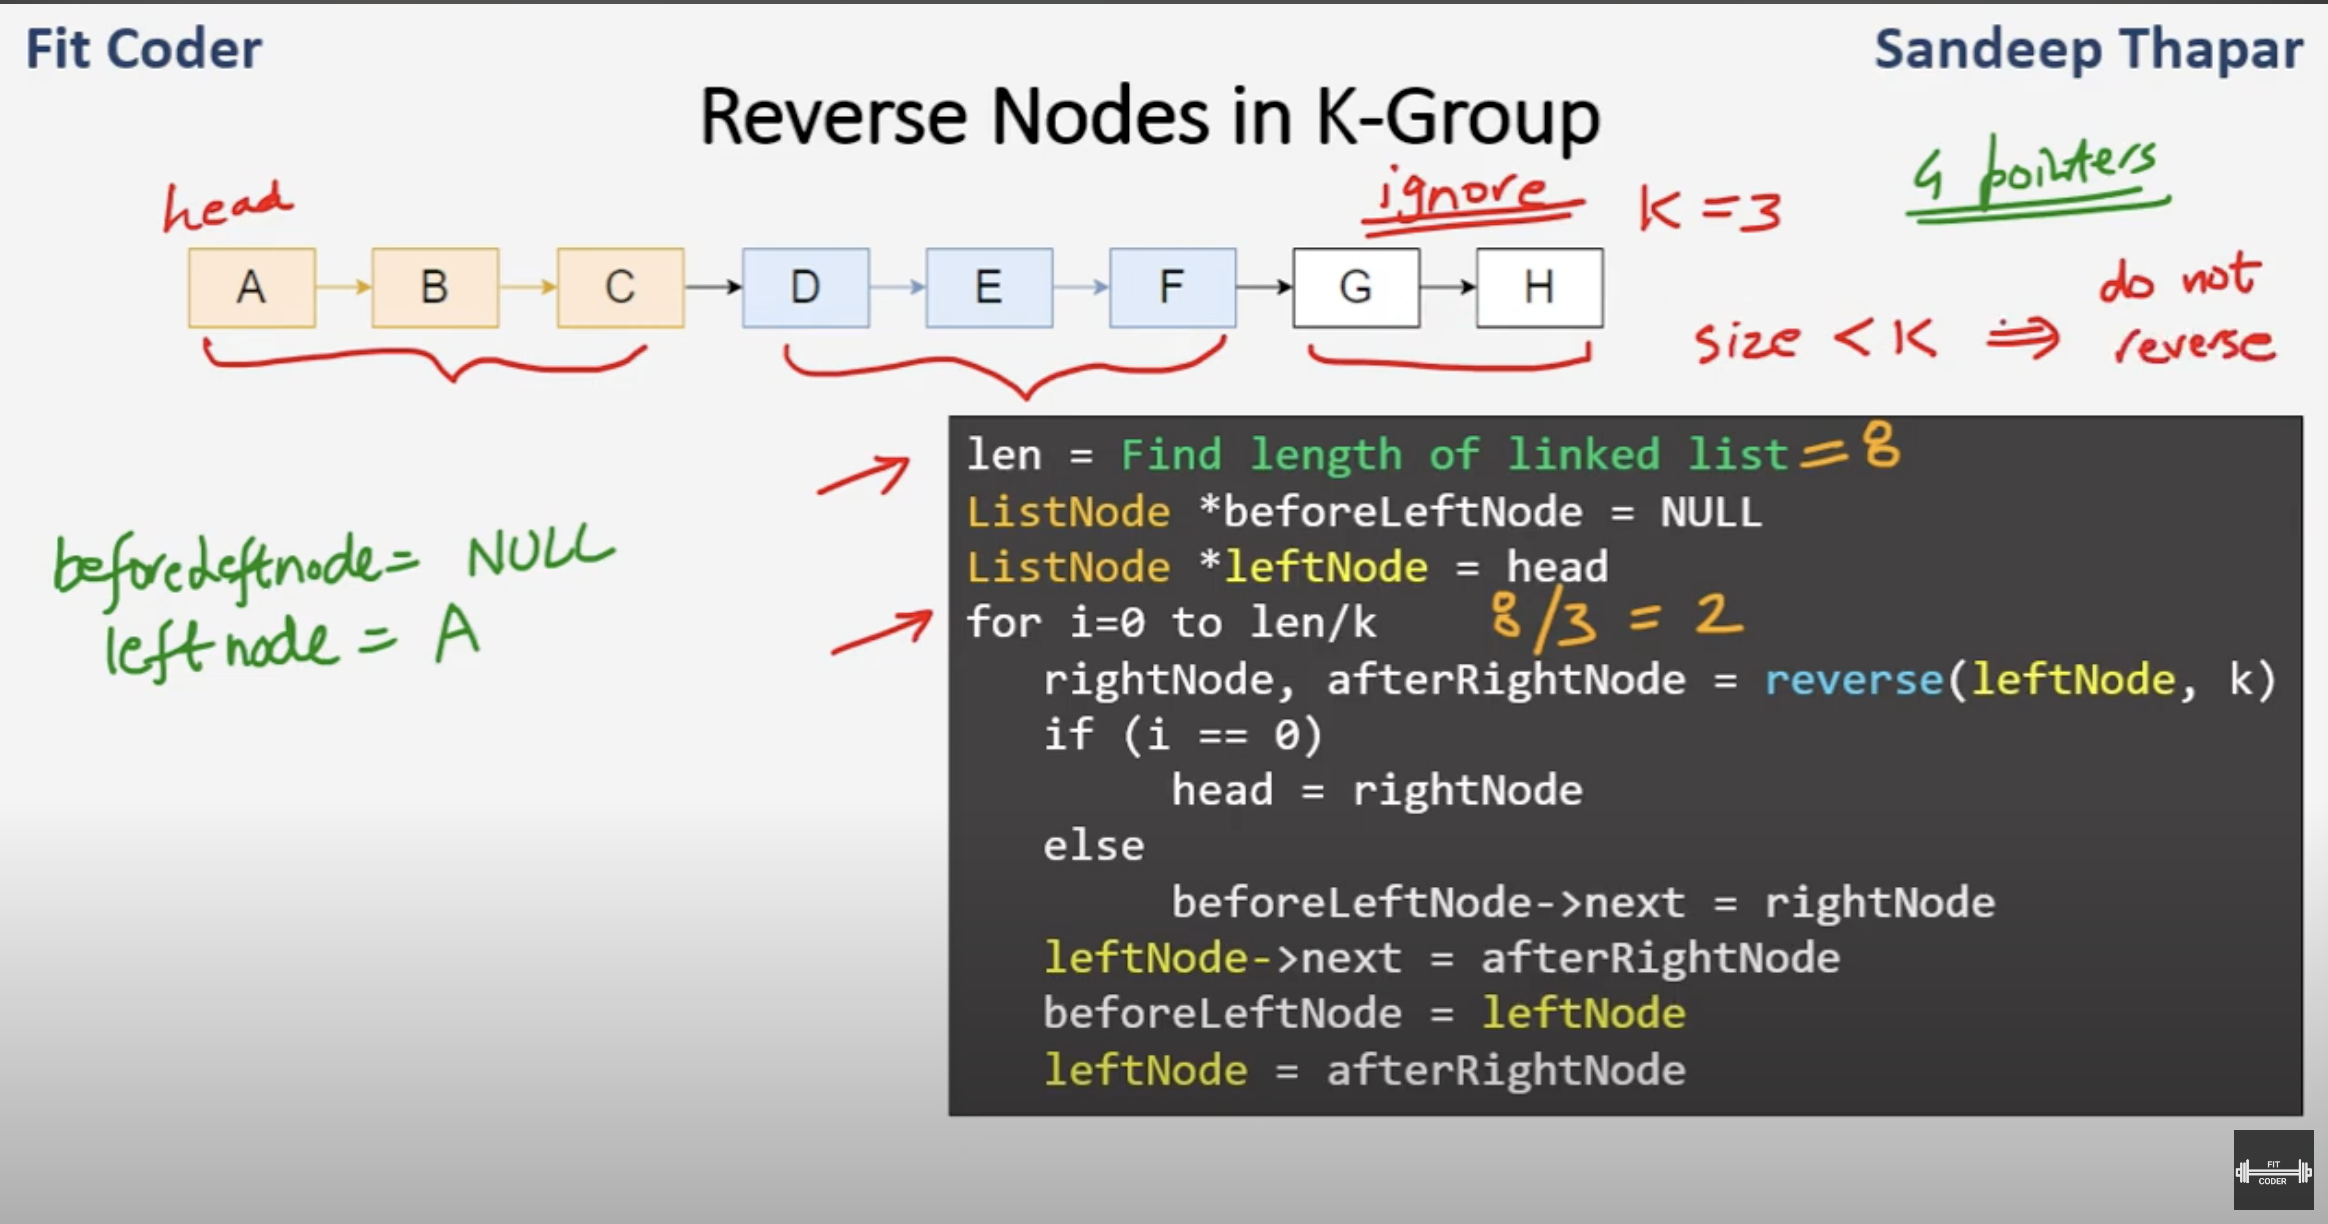 Fit Coder
Sandeep Thapar
Reverse Nodes in K-Group
head
ignore
K = 3
4 pointers
A B C D E F G H
do not
size < K ⇒ reverse
len = Find length of linked list = 8
ListNode *beforeLeftNode = NULL
ListNode *leftNode = head
for i=0 to len/k 8/3 = 2
rightNode, afterRightNode = reverse(leftNode, k)
if (i == 0)
head = rightNode
else
beforeLeftNode->next = rightNode
leftNode->next = afterRightNode
beforeLeftNode = leftNode
leftNode = afterRightNode
beforeLeftnode = NULL
leftnode = A
FIT
CODER